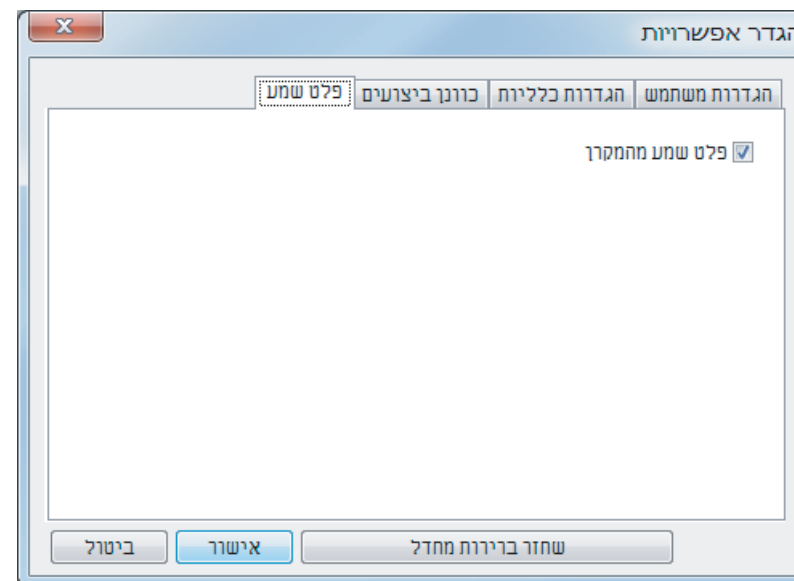 הגדר אפשרויות
הגדרות משתמש הגדרות כלליות כוונן ביצועים פלט שמע
פלט שמע מהמקרן
שחזר ברירות מחדל אישור ביטול